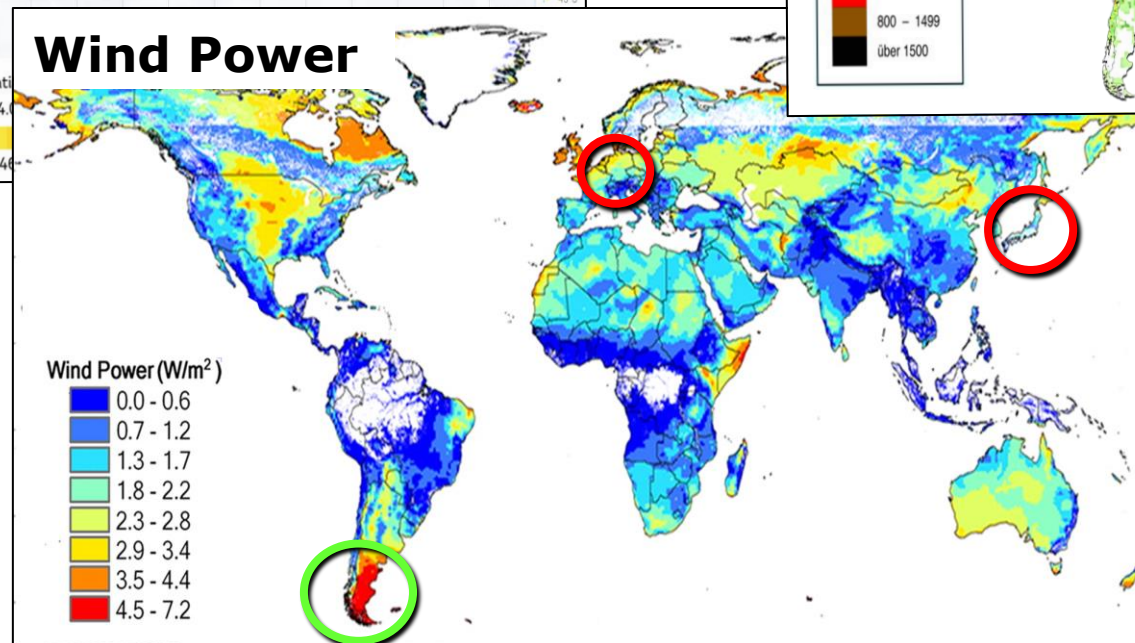 800 – 1499
über 1500
Wind Power
Wind Power (W/m²)
0.0 - 0.6
0.7 - 1.2
1.3 - 1.7
1.8 - 2.2
2.3 - 2.8
2.9 - 3.4
3.5 - 4.4
4.5 - 7.2